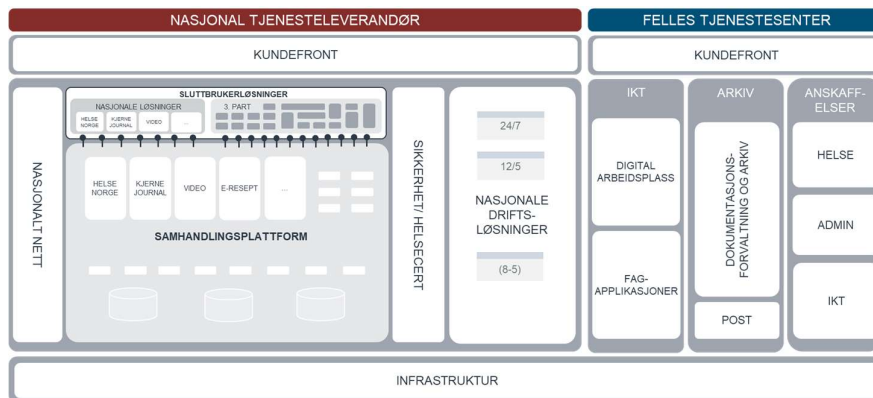 NASJONAL TJENESTELEVERANDØR
FELLES TJENESTESENTER
KUNDEFRONT
KUNDEFRONT
NASJONALT NETT
SLUTTBRUKERLØSNINGER
NASJONALE LØSNINGER
HELSE
NORGE
KJERNE
JOURNAL
VIDEO
...
3. PART
HELSE
NORGE
KJERNE
JOURNAL
VIDEO
E-RESEPT
...
SAMHANDLINGSPLATTFORM
SIKKERHET/ HELSECERT
24/7
12/5
NASJONALE
DRIFTS-
LØSNINGER
(8-5)
IKT
DIGITAL
ARBEIDSPLASS
FAG-
APPLIKASJONER
ARKIV
DOKUMENTASJONS-
FORVALTNING OG ARKIV
POST
ANSKAFF-
ELSER
HELSE
ADMIN
IKT
INFRASTRUKTUR